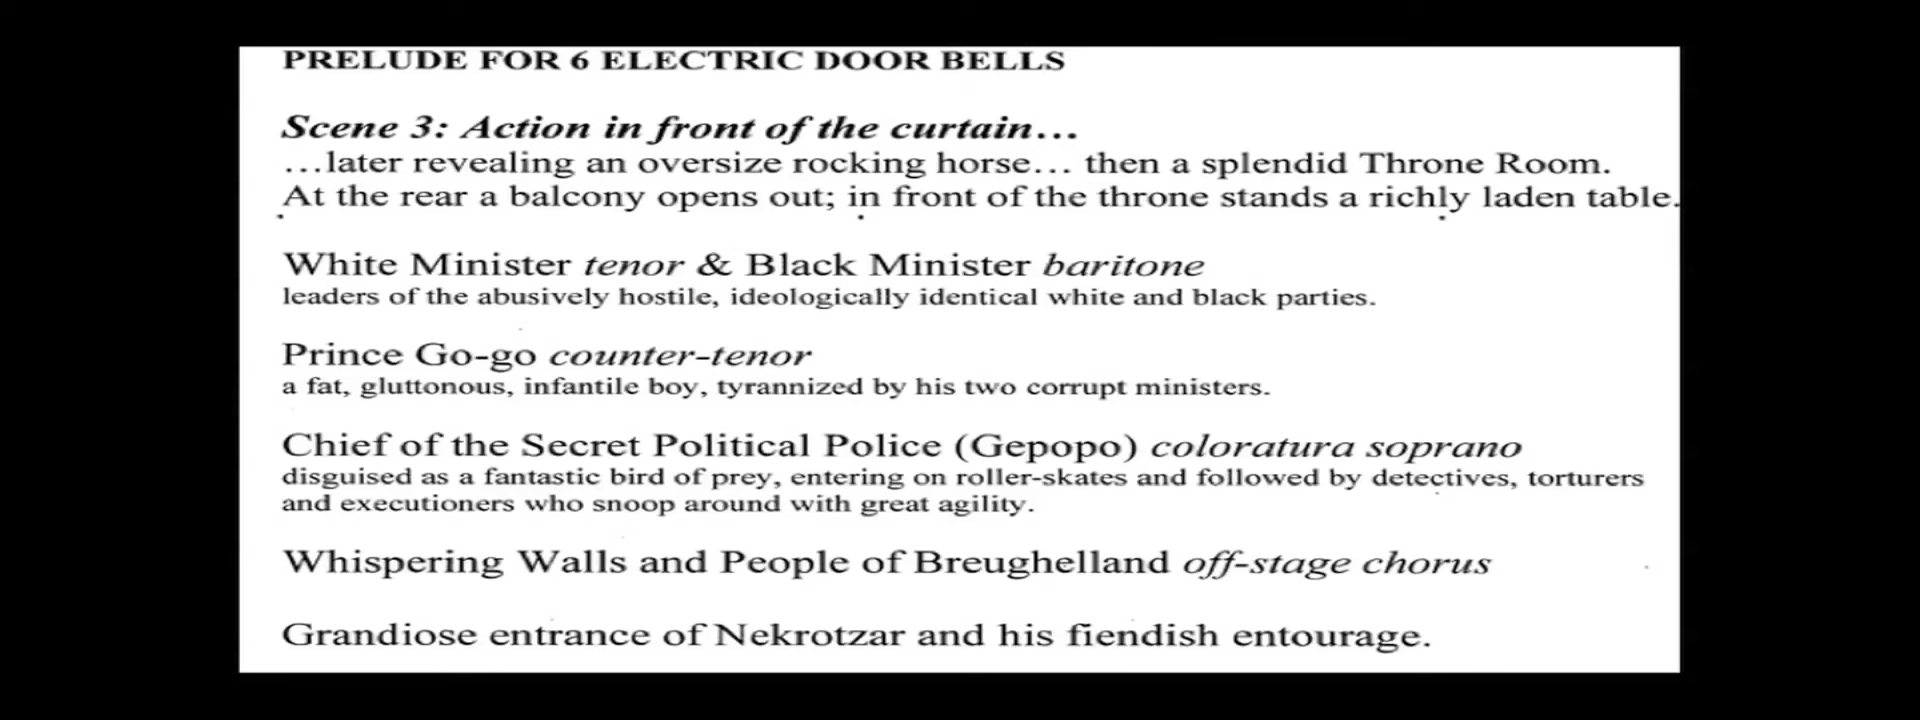 PRELUDE FOR 6 ELECTRIC DOOR BELLS
Scene 3: Action in front of the curtain...
...later revealing an oversize rocking horse... then a splendid Throne Room.
At the rear a balcony opens out; in front of the throne stands a richly laden table.
White Minister tenor & Black Minister baritone
leaders of the abusively hostile, ideologically identical white and black parties.
Prince Go-go counter-tenor
a fat, gluttonous, infantile boy, tyrannized by his two corrupt ministers.
Chief of the Secret Political Police (Gepopo) coloratura soprano
disguised as a fantastic bird of prey, entering on roller-skates and followed by detectives, torturers
and executioners who snoop around with great agility.
Whispering Walls and People of Breughelland off-stage chorus
Grandiose entrance of Nekrotzar and his fiendish entourage.